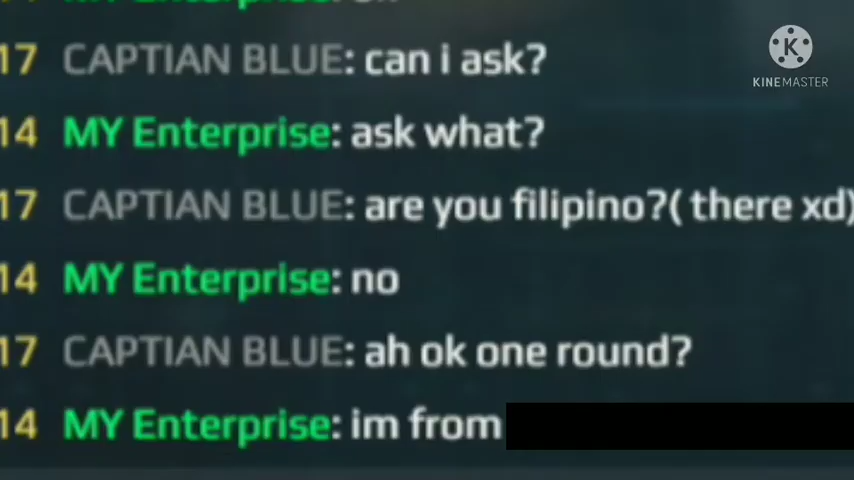 17 CAPTIAN BLUE: can i ask?
K
KINEMASTER
14 MY Enterprise: ask what?
17 CAPTIAN BLUE: are you filipino?( there xd)
14 MY Enterprise: no
17 CAPTIAN BLUE: ah ok one round?
14 MY Enterprise: im from